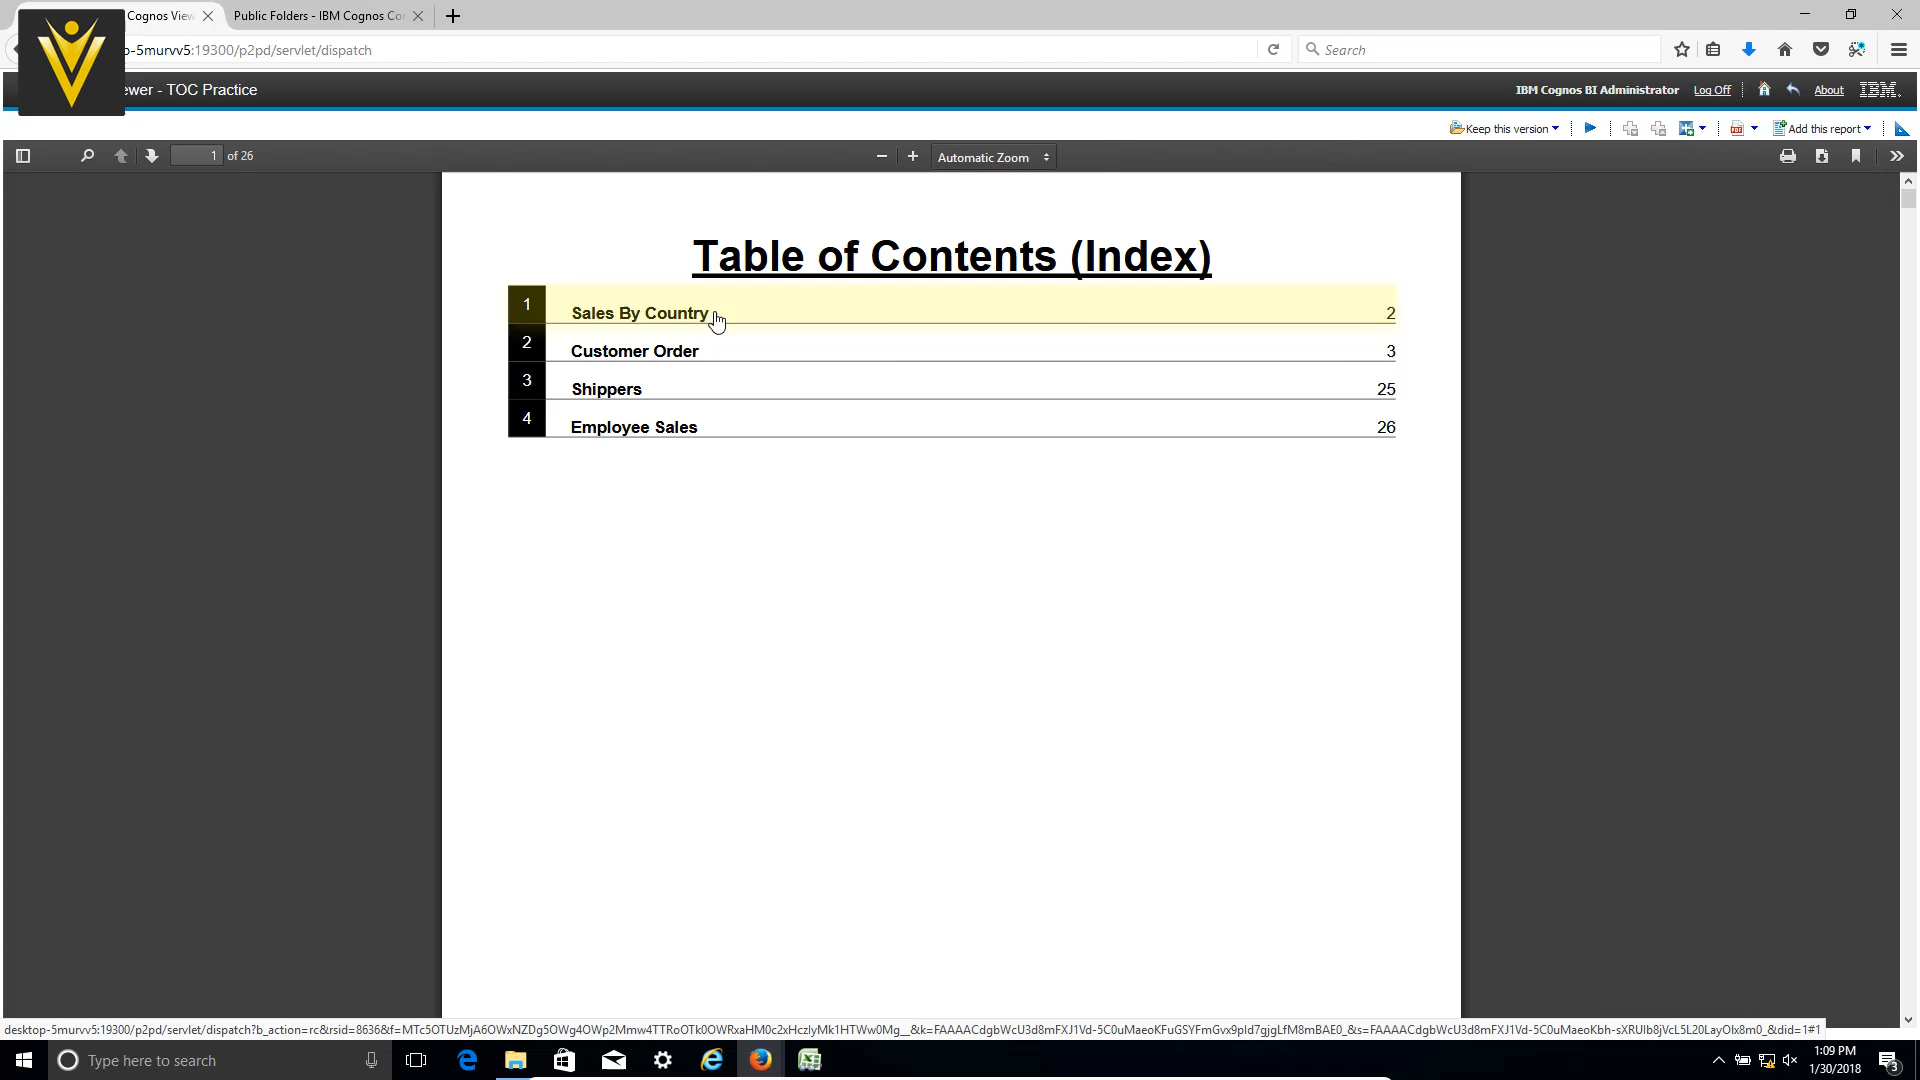 Cognos View
Public Folders - IBM Cognos Co
p-5murvv5:19300/p2pd/servlet/dispatch
Search
ewer - TOC Practice
IBM Cognos BI Administrator
Log Off
About
IBM.
Keep this version
Add this report
1
of 26
Automatic Zoom
Table of Contents (Index)
1 Sales By Country 2
2 Customer Order 3
3 Shippers 25
4 Employee Sales 26
Type here to search
1:09 PM
1/30/2018
3